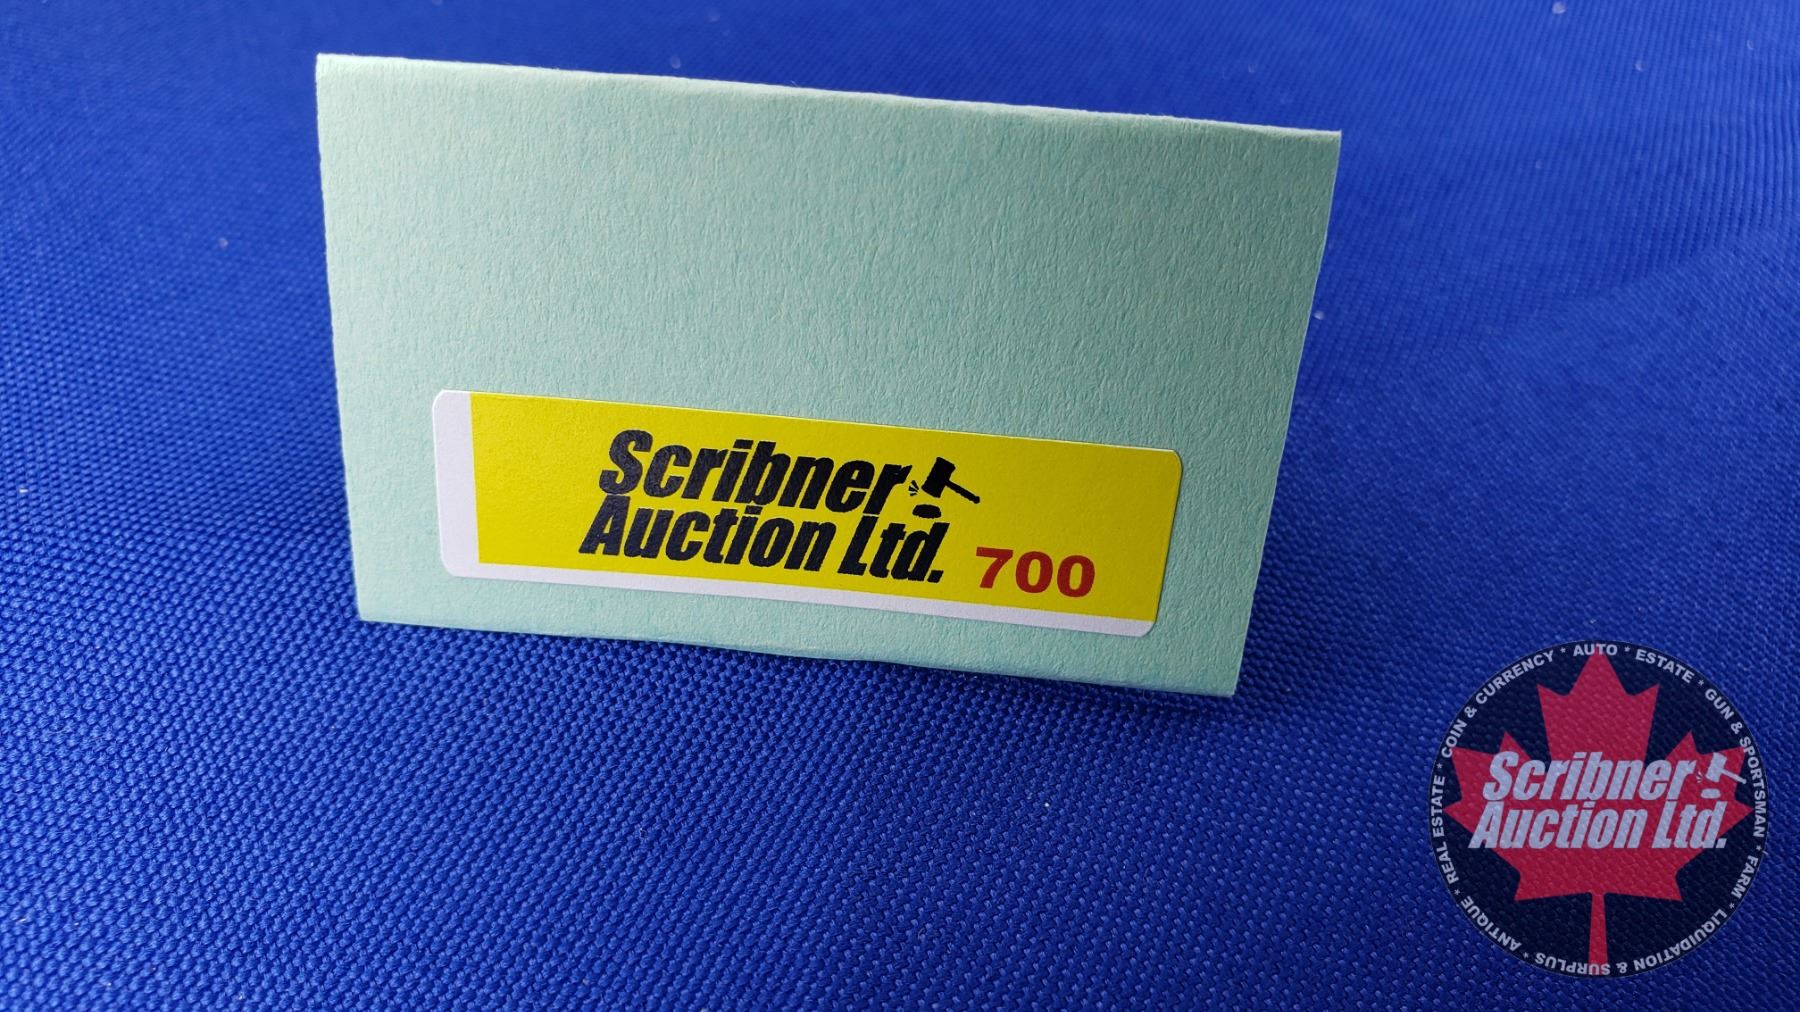 Scribner
Auction Ltd. 700
REAL ESTATE * COIN & CURRENCY * AUTO * ESTATE * GUN & SPORTSMAN * FARM * LIQUIDATION & SURPLUS * ANTIQUE *
Scribner
Auction Ltd.